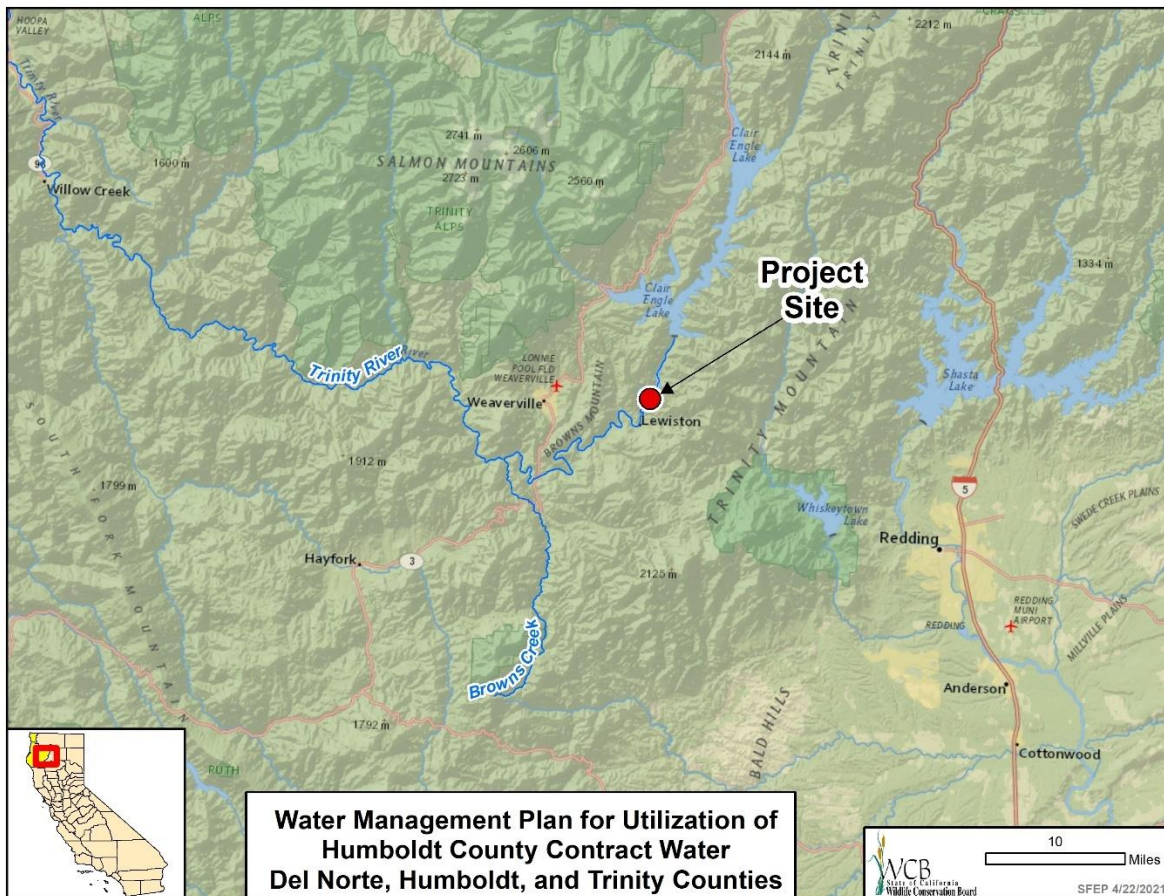 HOOPA
VALLEY
ALPS
2212 m
2144 m
Trinity River
Clair
Engle
Lake
2741 m
2606 m
SALMON MOUNTAINS
2723 m
2560 m
1600 m
96
Willow Creek
TRINITY
ALPS
1334 m
Project
Site
Clair
Engle
Lake
Trinity River
River
LONNIE
POOL FLD
WEAVERVILLE
Weaverville
BROWNS MOUNTAIN
Lewiston
TRINITY MOUNTAIN
Shasta
Lake
SOUTH FORK MOUNTAIN
1912 m
1799 m
5
SWEDE CREEK PLAINS
Whiskeytown
Lake
Redding
Hayfork
3
2125 m
REDDING
MUNI
AIRPORT
REDDING
MILLVILLE PLAINS
Browns Creek
Anderson
1792 m
BALD HILLS
Cottonwood
RUTH
Water Management Plan for Utilization of
Humboldt County Contract Water
Del Norte, Humboldt, and Trinity Counties
WCB
State of California
Wildlife Conservation Board
10
Miles